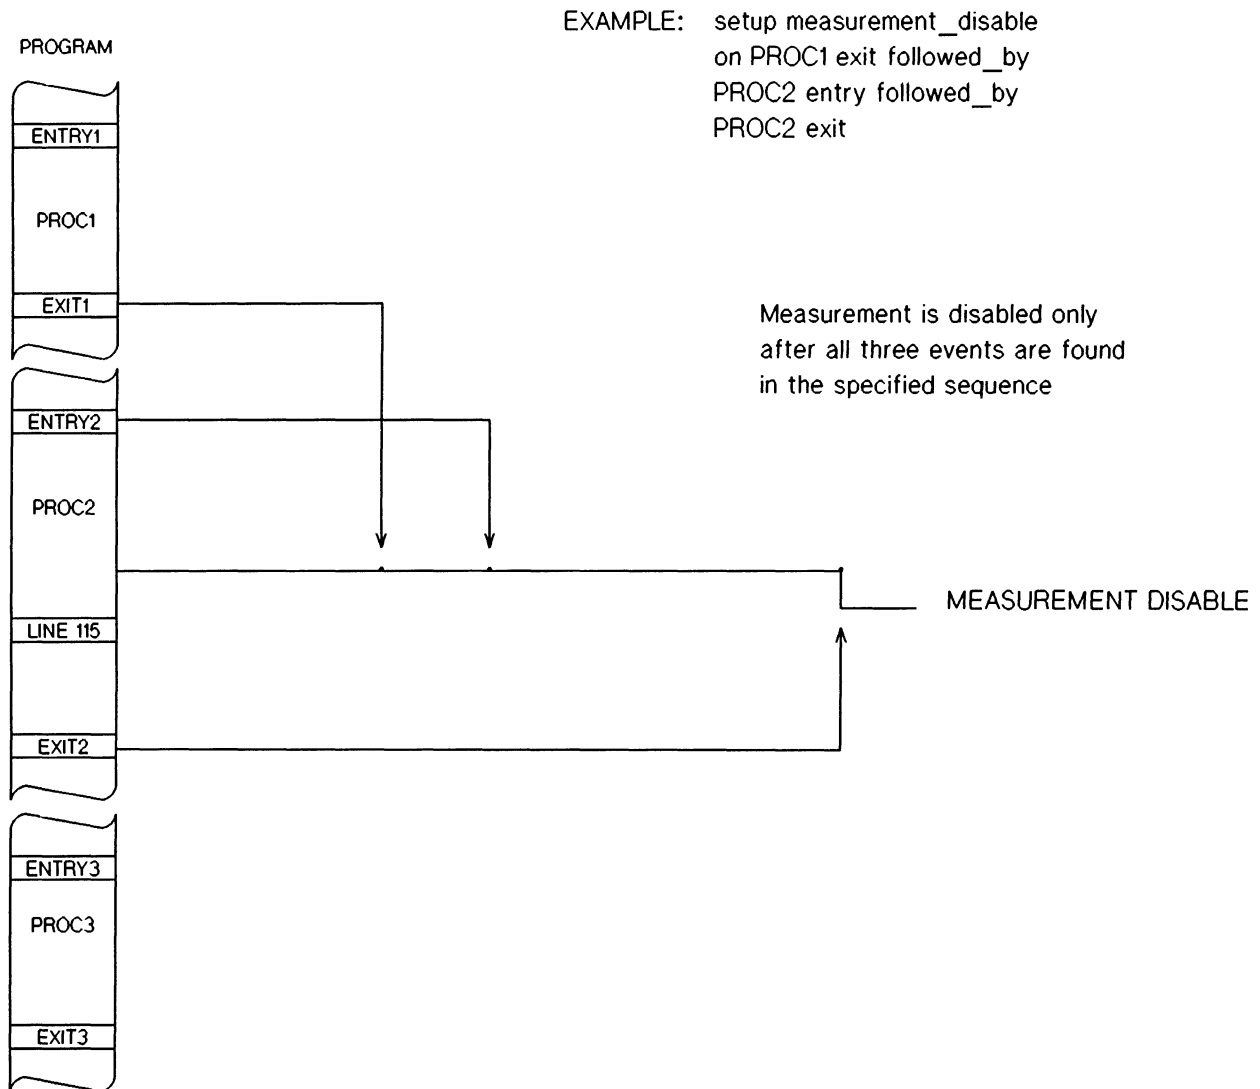 EXAMPLE: setup measurement_disable
on PROC1 exit followed_by
PROC2 entry followed_by
PROC2 exit
PROGRAM
ENTRY1
PROC1
EXIT1
Measurement is disabled only
after all three events are found
in the specified sequence
ENTRY2
PROC2
MEASUREMENT DISABLE
LINE 115
EXIT2
ENTRY3
PROC3
EXIT3